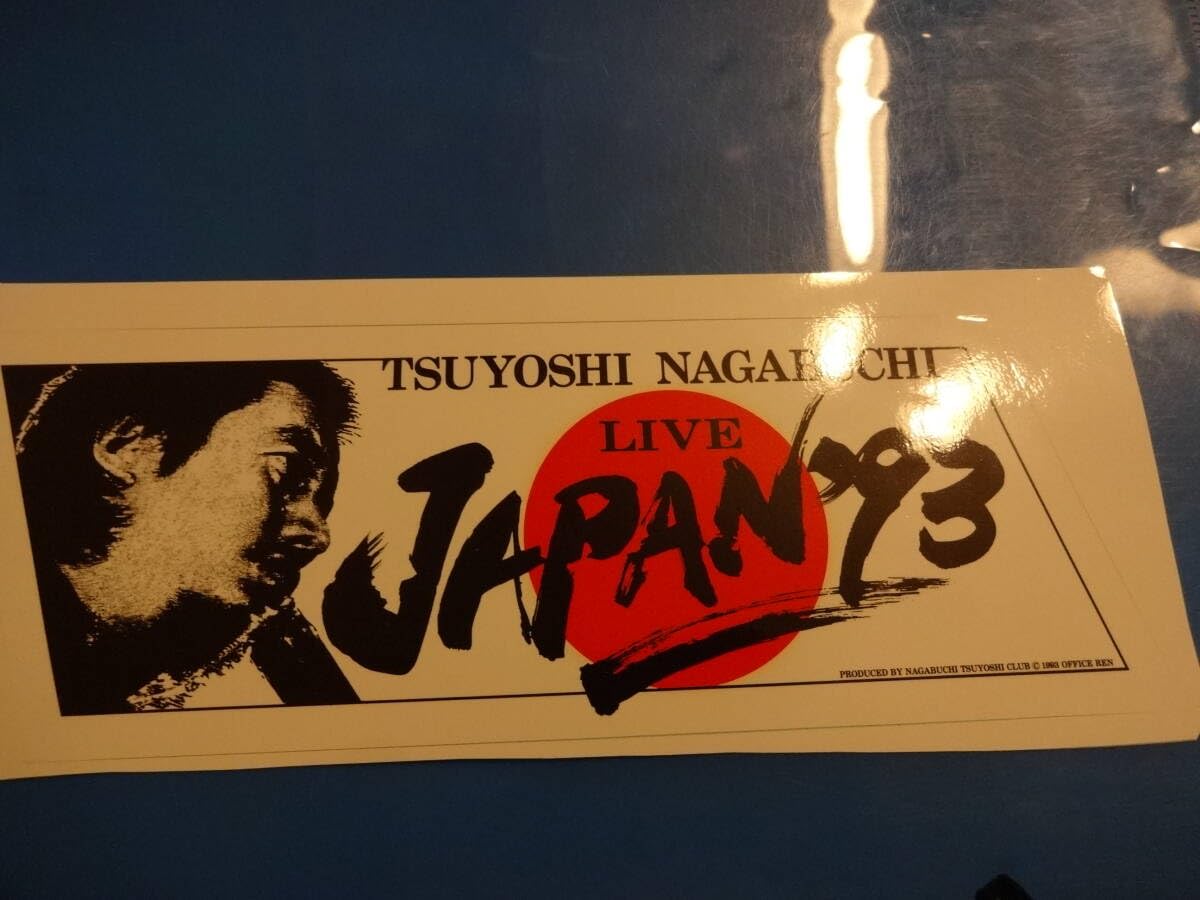 TSUYOSHI NAGABUCHI
LIVE
JAPAN'93
PRODUCED BY NAGABUCHI TSUYOSHI CLUB © 1993 OFFICE REN